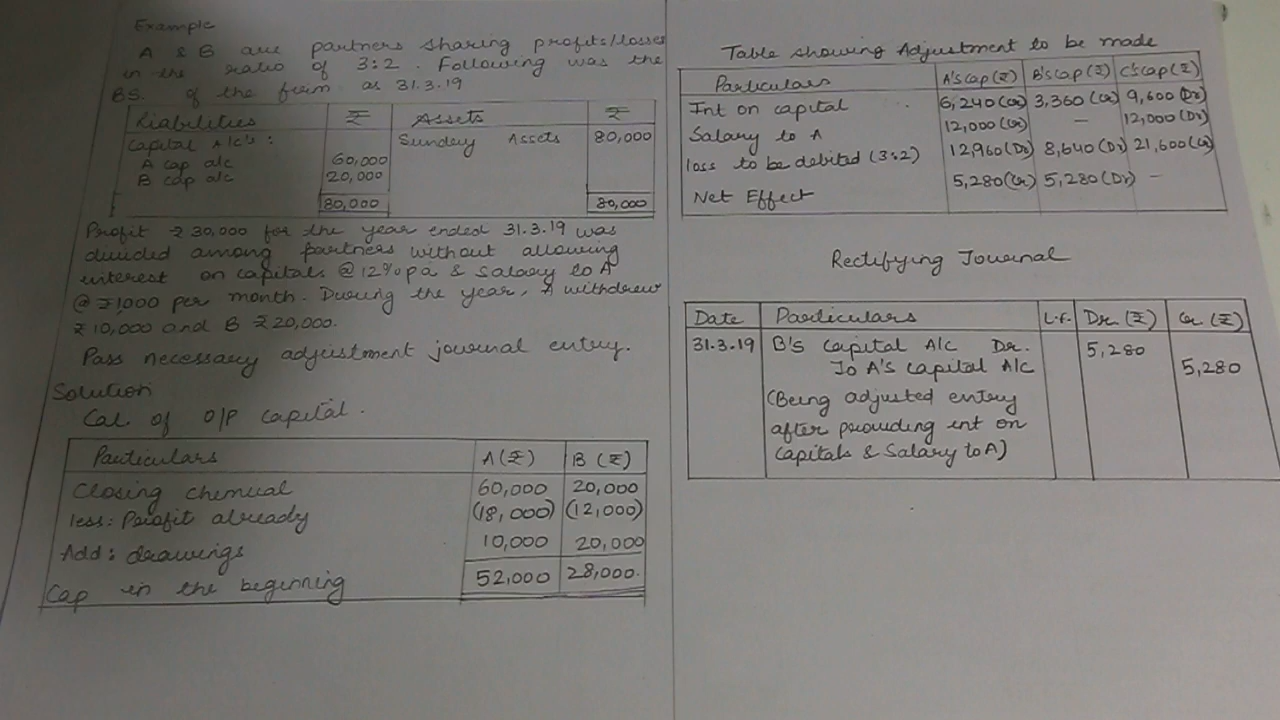 Example
A & B are partners sharing profits/losses
in the ratio of 3:2. Following was the
BS. of the firm as 31.3.19
Liabilities ₹ Assets ₹
Capital A/c's: Sundry Assets 80,000
A cap a/c 60,000
B cap a/c 20,000
80,000 80,000
Profit ₹ 30,000 for the year ended 31.3.19 was
divided among partners without allowing
interest on capitals @ 12% pa & salary to A
@ ₹1,000 per month. During the year, A withdrew
₹ 10,000 and B ₹ 20,000.
Pass necessary adjustment journal entry.
Solution
Cal. of O/P capital.
Particulars A (₹) B (₹)
Closing 60,000 20,000
less: Profit already (18,000) (12,000)
Add: drawings 10,000 20,000
Cap in the beginning 52,000 28,000.
Table showing Adjustment to be made
Particulars A's Cap (₹) B's Cap (₹) C's Cap (₹)
Int on capital 6,240 (Cr) 3,360 (Cr) 9,600 (Dr)
Salary to A 12,000 (Cr) – 12,000 (Dr)
loss to be debited (3:2) 12,960 (Dr) 8,640 (Dr) 21,600 (Cr)
Net Effect 5,280 (Cr) 5,280 (Dr) –
Rectifying Journal
Date Particulars L.f. Dr. (₹) Cr. (₹)
31.3.19 B's Capital A/c Dr. 5,280
To A's capital A/c 5,280
(Being adjusted entry
after providing int on
capitals & Salary to A)